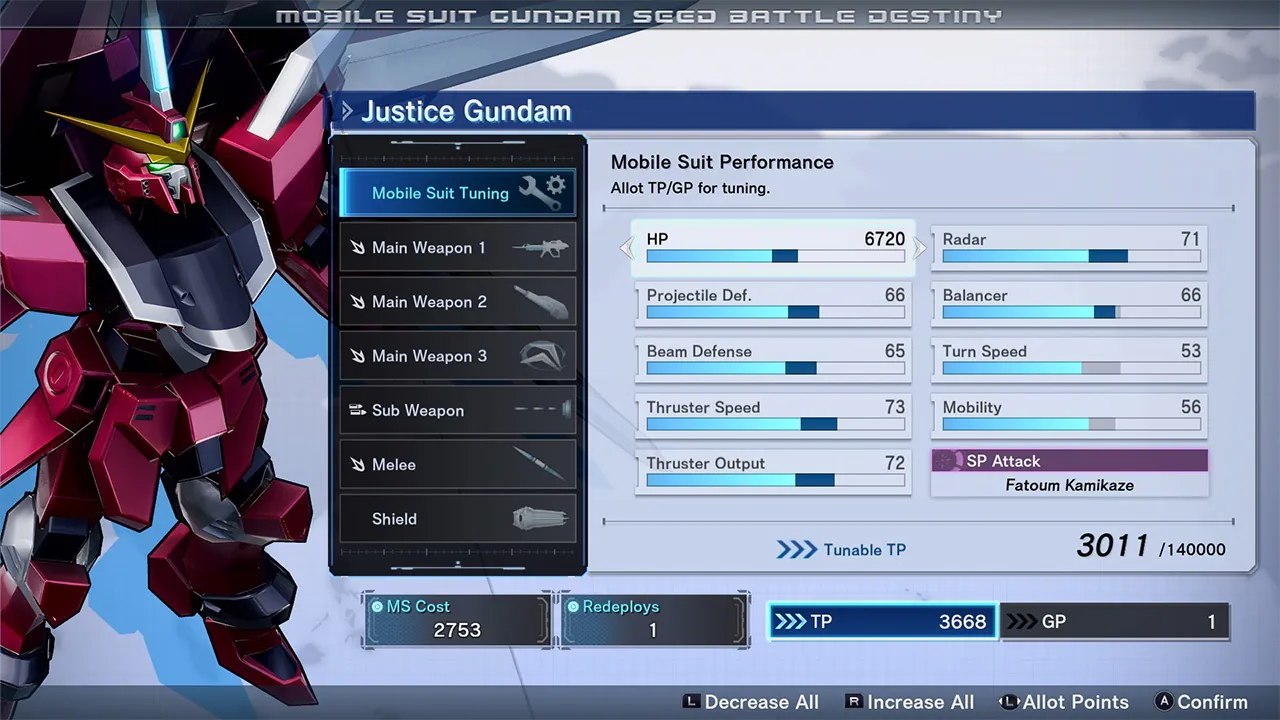 MOBILE SUIT GUNDAM SEED BATTLE DESTINY
Justice Gundam
Mobile Suit Tuning
Main Weapon 1
Main Weapon 2
Main Weapon 3
Sub Weapon
Melee
Shield
Mobile Suit Performance
Allot TP/GP for tuning.
HP 6720
Projectile Def. 66
Beam Defense 65
Thruster Speed 73
Thruster Output 72
Radar 71
Balancer 66
Turn Speed 53
Mobility 56
SP Attack
Fatoum Kamikaze
Tunable TP 3011 /140000
MS Cost
2753
Redeploys
1
TP 3668
GP 1
L Decrease All R Increase All L Allot Points A Confirm